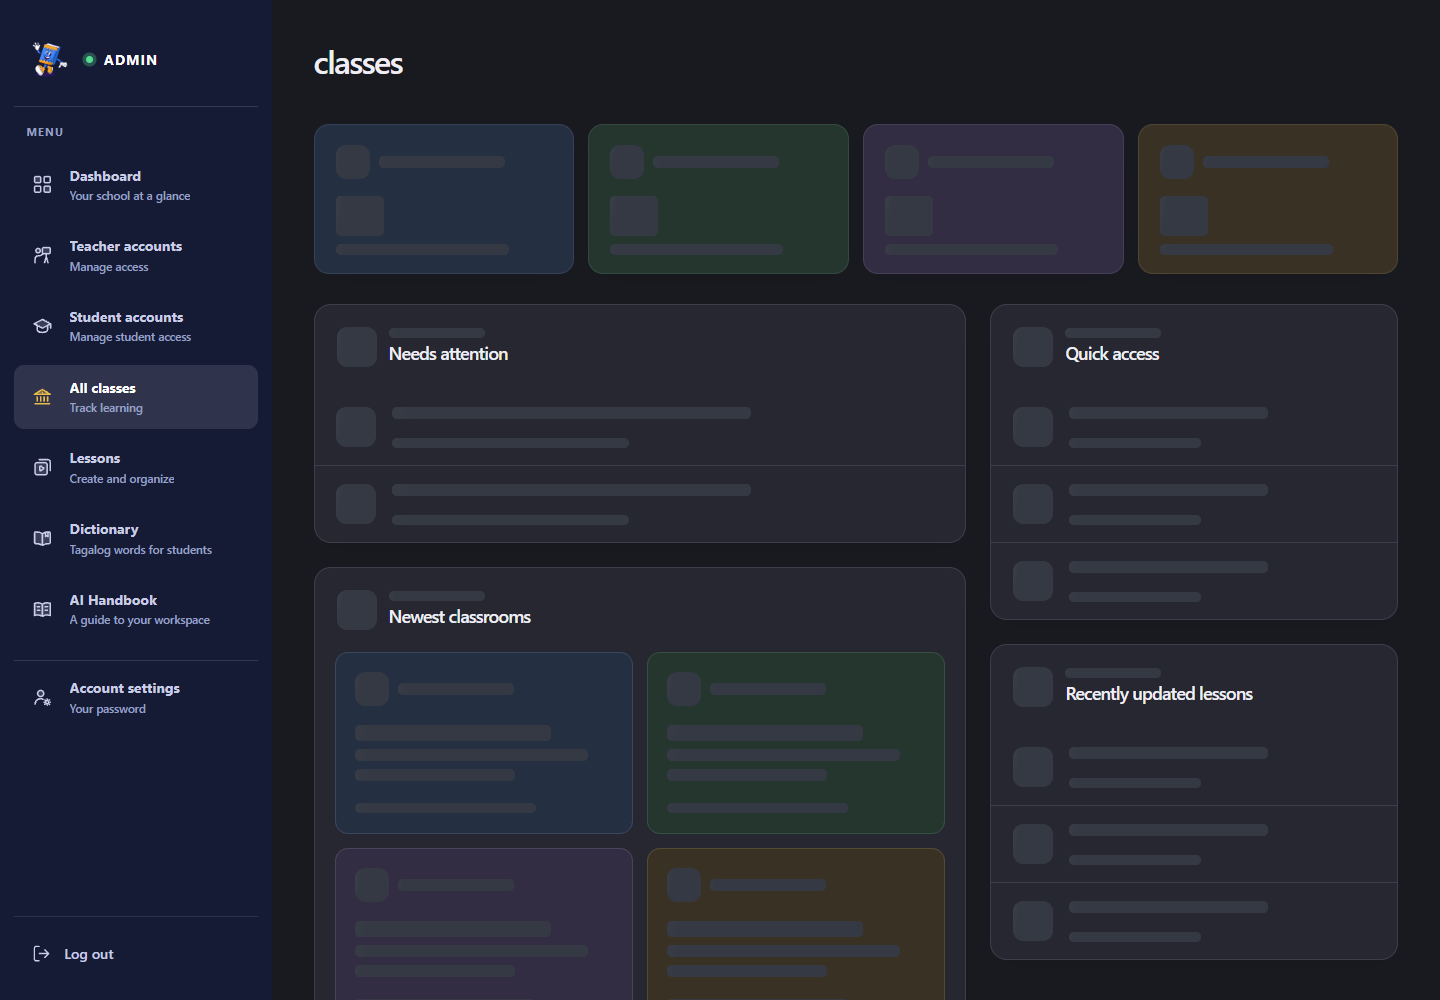 ADMIN
MENU
Dashboard
Your school at a glance
Teacher accounts
Manage access
Student accounts
Manage student access
All classes
Track learning
Lessons
Create and organize
Dictionary
Tagalog words for students
AI Handbook
A guide to your workspace
Account settings
Your password
Log out
classes
Needs attention
Quick access
Newest classrooms
Recently updated lessons